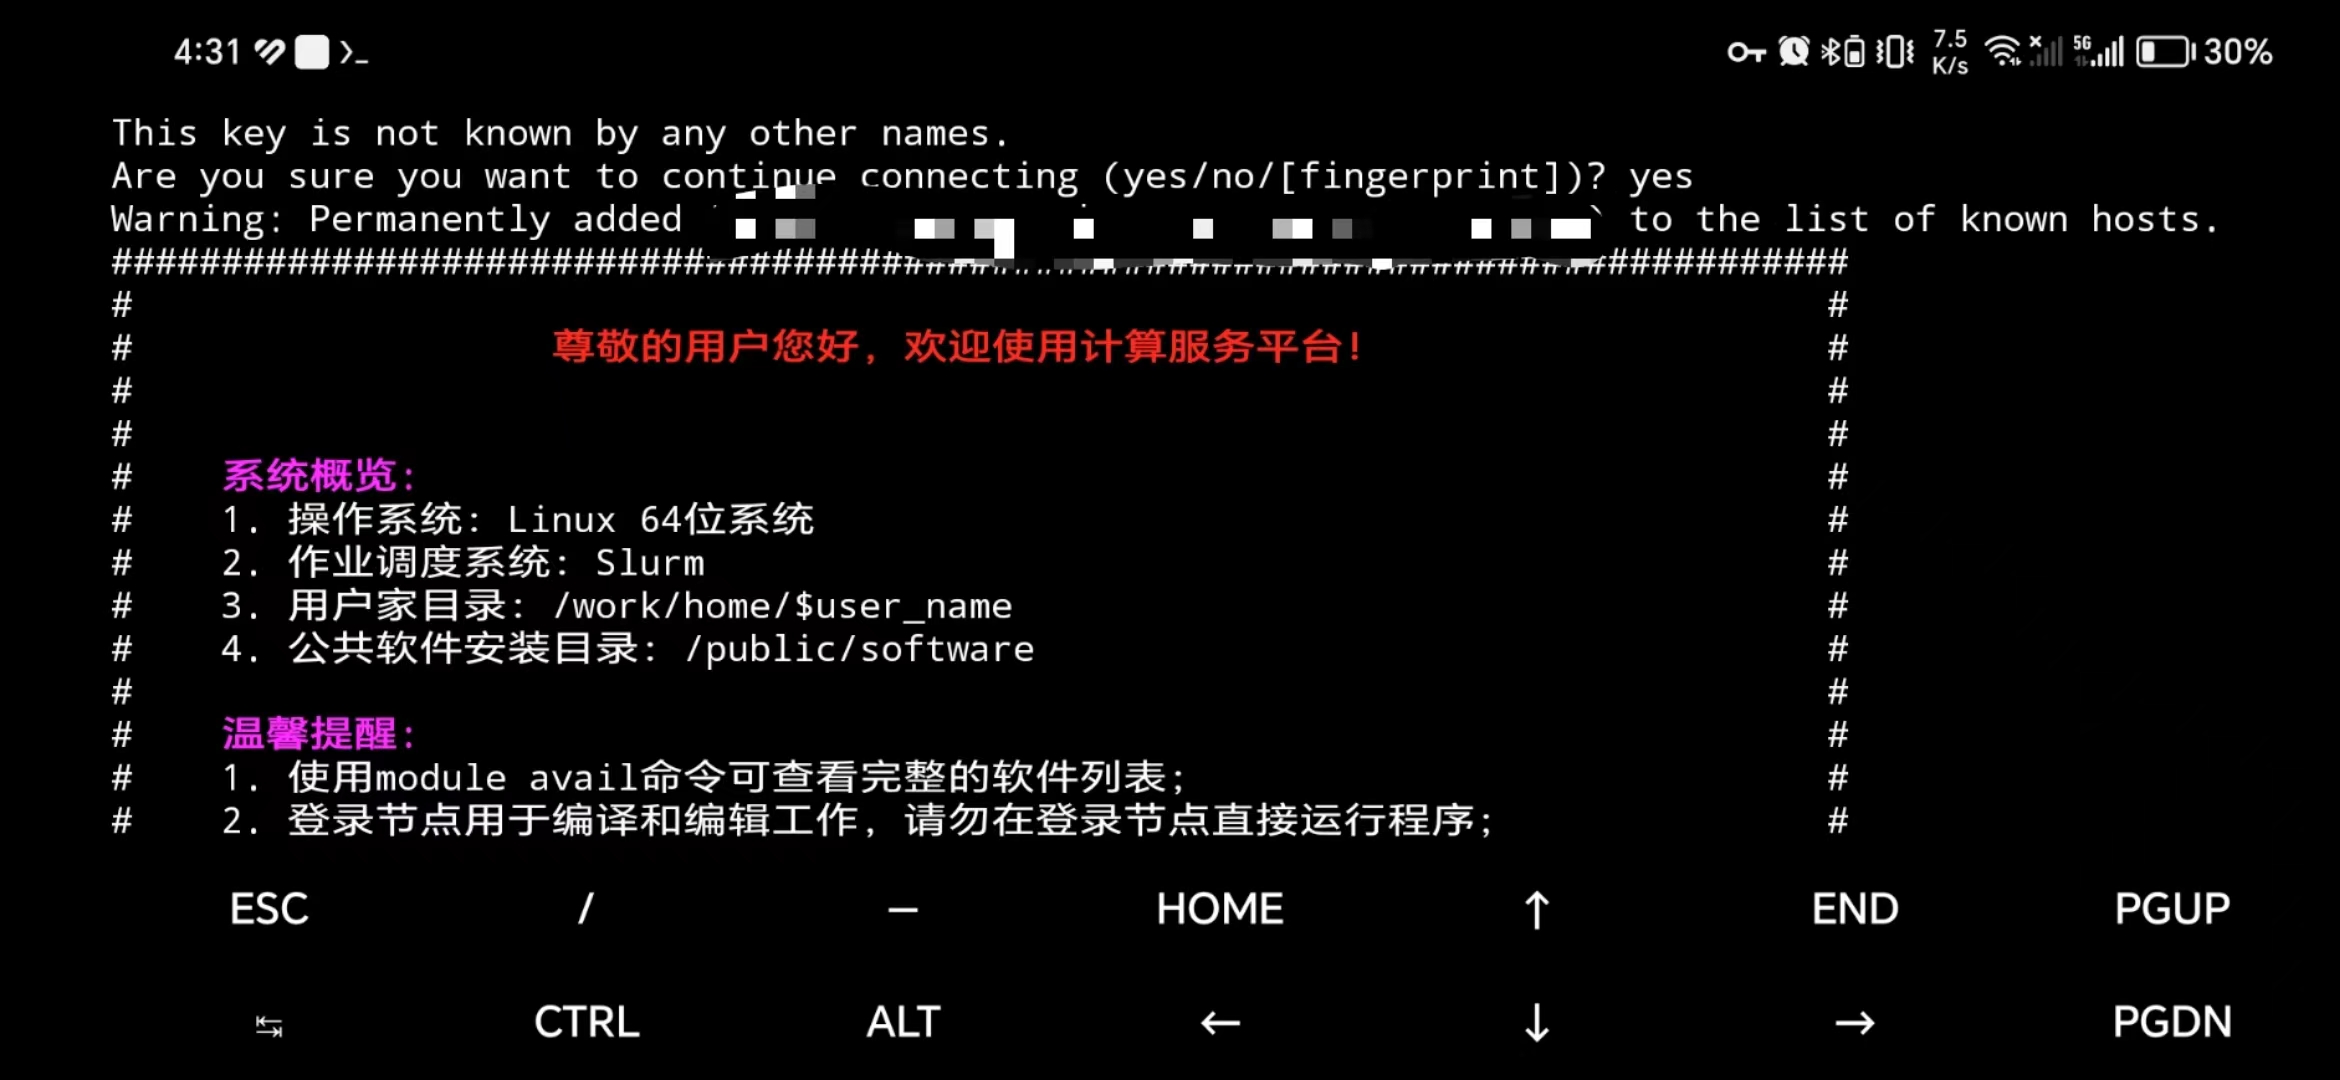 4:31 7.5 K/s 5G 30%
This key is not known by any other names.
Are you sure you want to continue connecting (yes/no/[fingerprint])? yes
Warning: Permanently added to the list of known hosts.
###############################################################################
# #
# 尊敬的用户您好，欢迎使用计算服务平台! #
# #
# #
# 系统概览: #
# 1. 操作系统: Linux 64位系统 #
# 2. 作业调度系统: Slurm #
# 3. 用户家目录: /work/home/$user_name #
# 4. 公共软件安装目录: /public/software #
# #
# 温馨提醒: #
# 1. 使用module avail命令可查看完整的软件列表; #
# 2. 登录节点用于编译和编辑工作，请勿在登录节点直接运行程序; #
ESC / — HOME ↑ END PGUP
↹ CTRL ALT ← ↓ → PGDN